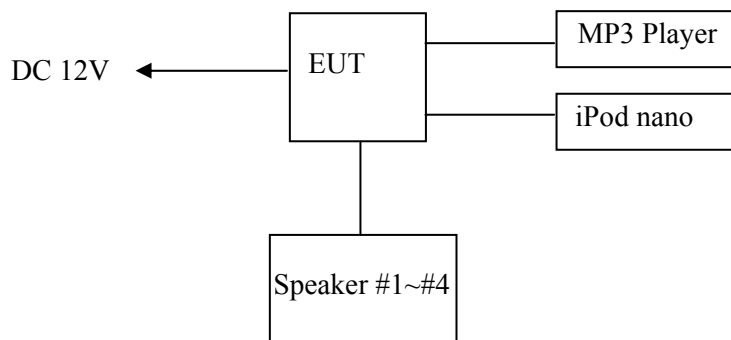 MP3 Player
DC 12V
EUT
iPod nano
Speaker #1~#4